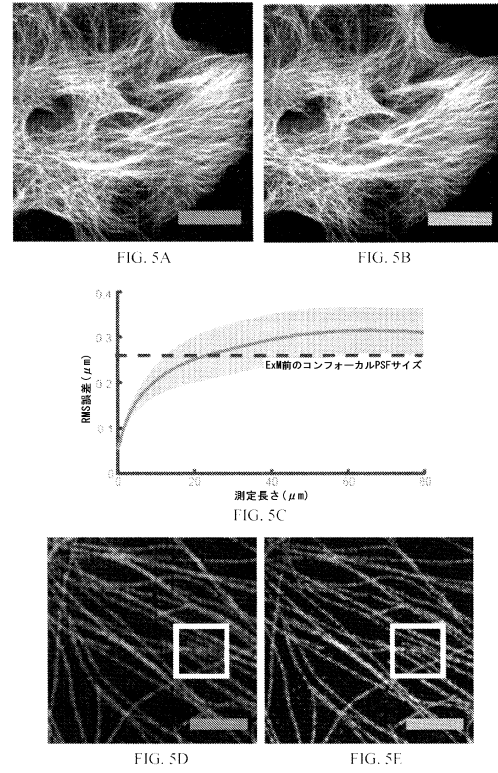 FIG. 5A
FIG. 5B
0.4
0.3
0.2
0.1
0
RMS誤差(μm)
ExM前のコンフォーカルPSFサイズ
0 20 40 60 80
測定長さ(μm)
FIG. 5C
FIG. 5D
FIG. 5E